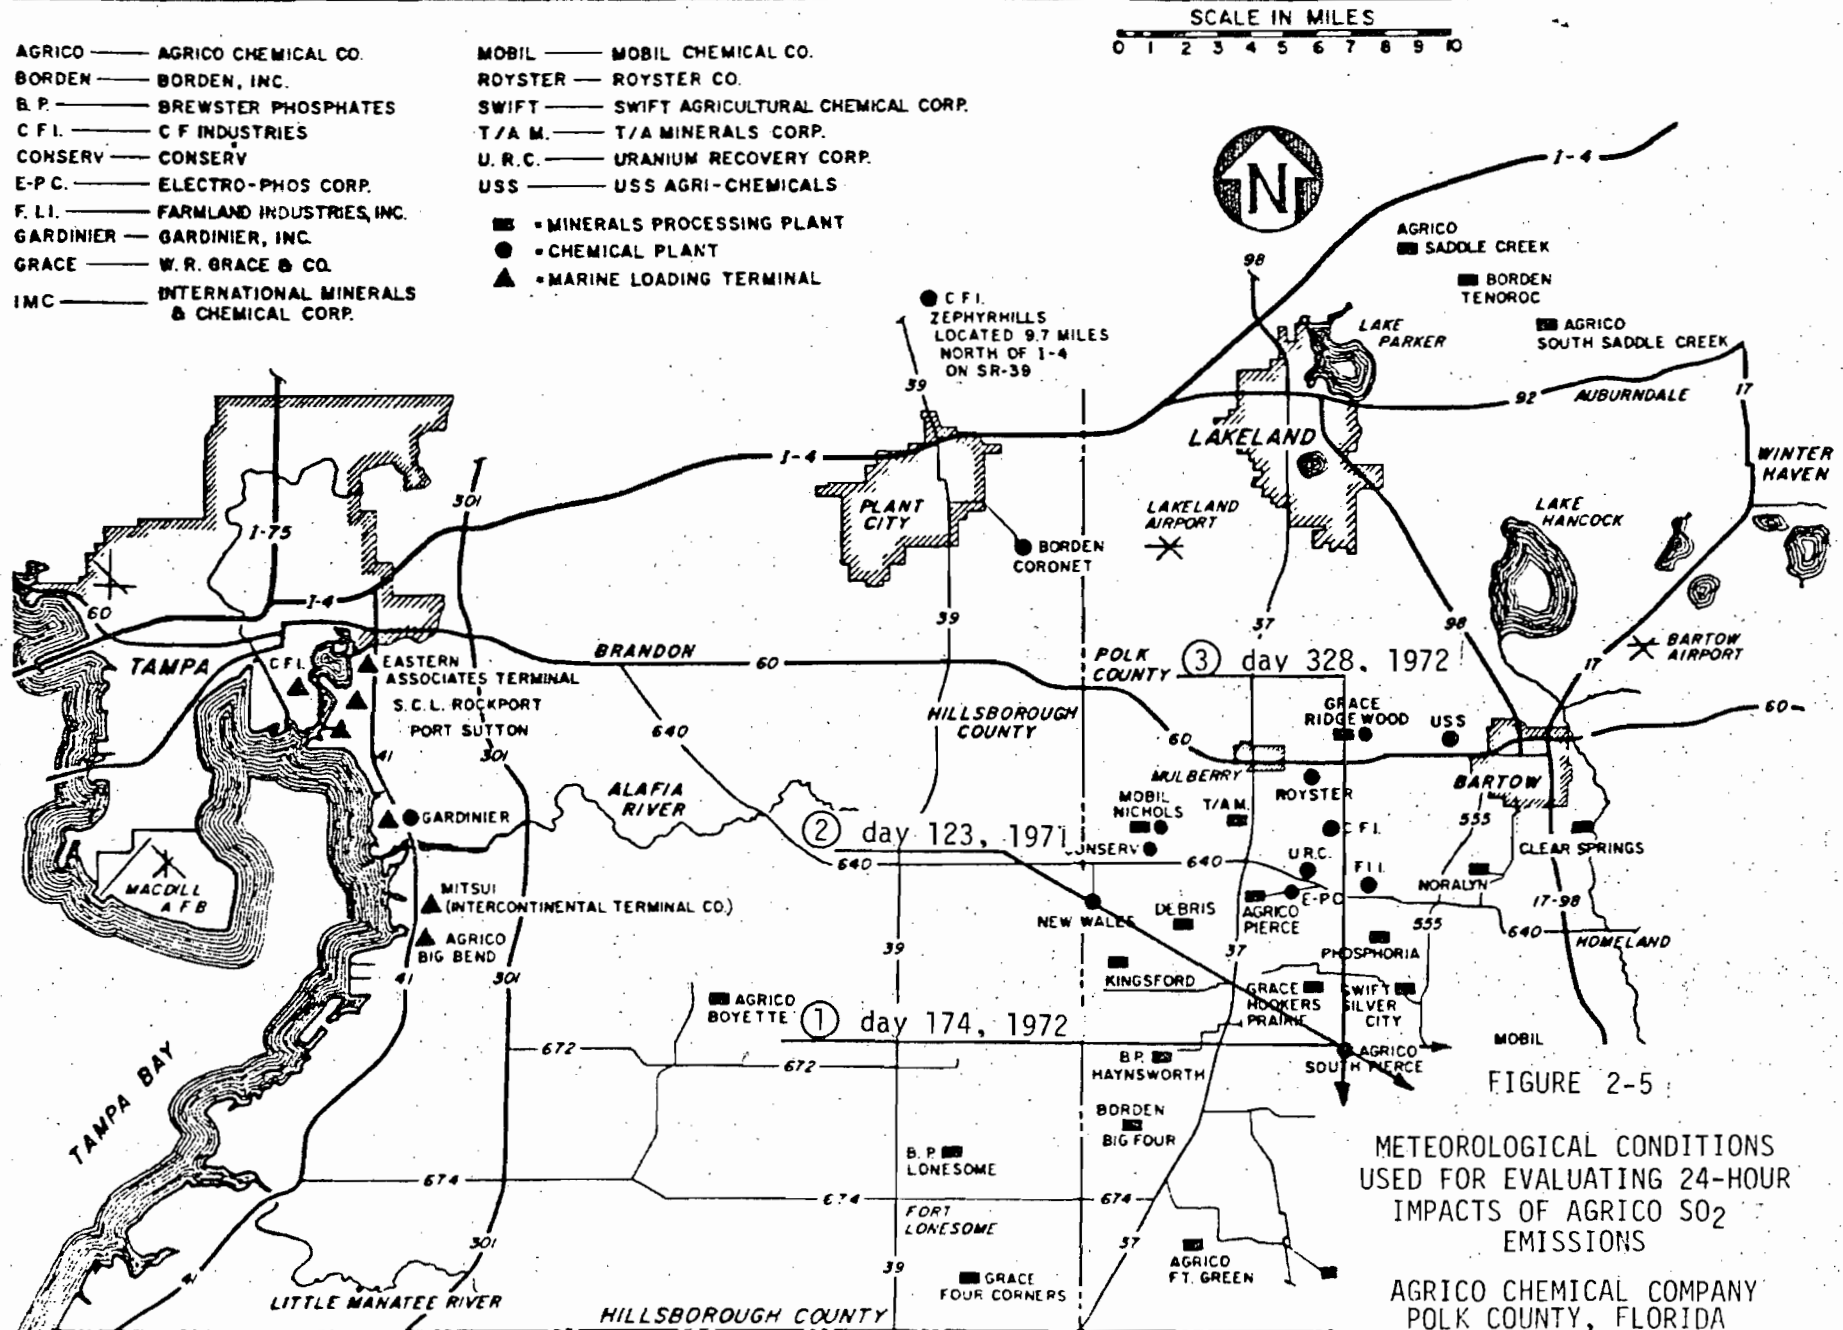 SCALE IN MILES
0 1 2 3 4 5 6 7 8 9 10
AGRICO — AGRICO CHEMICAL CO.
BORDEN — BORDEN, INC.
B.P. — BREWSTER PHOSPHATES
C F I. — C F INDUSTRIES
CONSERV — CONSERV
E-P C. — ELECTRO-PHOS CORP.
F. L I. — FARMLAND INDUSTRIES, INC.
GARDINIER — GARDINIER, INC.
GRACE — W. R. GRACE & CO.
IMC — INTERNATIONAL MINERALS
& CHEMICAL CORP.
MOBIL — MOBIL CHEMICAL CO.
ROYSTER — ROYSTER CO.
SWIFT — SWIFT AGRICULTURAL CHEMICAL CORP.
T/A M. — T/A MINERALS CORP.
U.R.C. — URANIUM RECOVERY CORP.
USS — USS AGRI-CHEMICALS
■ = MINERALS PROCESSING PLANT
● = CHEMICAL PLANT
▲ = MARINE LOADING TERMINAL
N
I-4
98
AGRICO
SADDLE CREEK
BORDEN
TENOROC
AGRICO
SOUTH SADDLE CREEK
LAKE
PARKER
C F I.
ZEPHYRHILLS
LOCATED 9.7 MILES
NORTH OF I-4
ON SR-39
39
92
AUBURNDALE
17
LAKELAND
WINTER
HAVEN
I-4
301
I-75
PLANT
CITY
LAKELAND
AIRPORT
LAKE
HANCOCK
BORDEN
CORONET
60
I-4
39
37
98
17
BARTOW
AIRPORT
TAMPA
C F I.
EASTERN
ASSOCIATES TERMINAL
S.C.L. ROCKPORT
PORT SUTTON
BRANDON
60
POLK
COUNTY
3 day 328, 1972
HILLSBOROUGH
COUNTY
640
GRACE
RIDGEWOOD
USS
60
60
41
301
ALAFIA
RIVER
MULBERRY
BARTOW
ROYSTER
MOBIL
NICHOLS
T/A M.
GARDINIER
2 day 123, 1971
C F I.
555
CLEAR SPRINGS
640
640
U.R.C.
F L I.
NORALYN
MACDILL
A F B
MITSUI
(INTERCONTINENTAL TERMINAL CO.)
NEW WALES
DEBRIS
AGRICO
PIERCE
E-P C
17-98
555
640
HOMELAND
AGRICO
BIG BEND
39
37
PHOSPHORIA
41
301
KINGSFORD
GRACE
HOOKERS
PRAIRIE
SWIFT
SILVER
CITY
AGRICO
BOYETTE
1 day 174, 1972
MOBIL
672
672
B.P.
HAYNSWORTH
AGRICO
SOUTH PIERCE
TAMPA BAY
FIGURE 2-5
BORDEN
BIG FOUR
B. P.
LONESOME
674
674
674
FORT
LONESOME
METEOROLOGICAL CONDITIONS
USED FOR EVALUATING 24-HOUR
IMPACTS OF AGRICO SO2
EMISSIONS
301
37
41
39
AGRICO
FT. GREEN
GRACE
FOUR CORNERS
LITTLE MANATEE RIVER
HILLSBOROUGH COUNTY
AGRICO CHEMICAL COMPANY
POLK COUNTY, FLORIDA